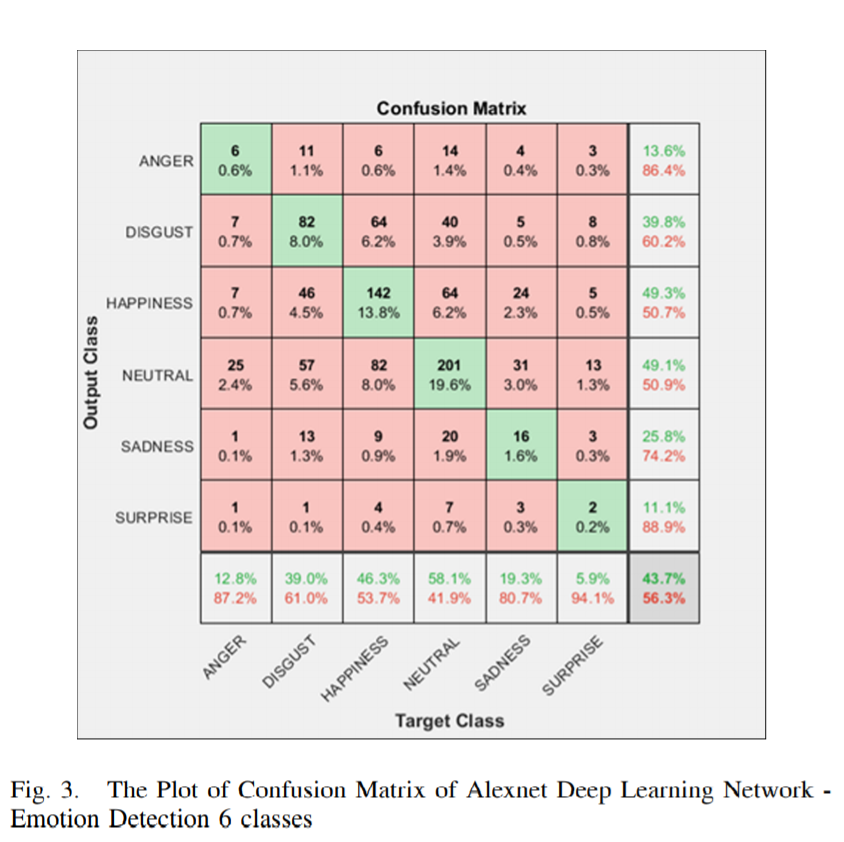 Confusion Matrix
ANGER 6 11 6 14 4 3 13.6%
0.6% 1.1% 0.6% 1.4% 0.4% 0.3% 86.4%
DISGUST 7 82 64 40 5 8 39.8%
0.7% 8.0% 6.2% 3.9% 0.5% 0.8% 60.2%
HAPPINESS 7 46 142 64 24 5 49.3%
0.7% 4.5% 13.8% 6.2% 2.3% 0.5% 50.7%
NEUTRAL 25 57 82 201 31 13 49.1%
2.4% 5.6% 8.0% 19.6% 3.0% 1.3% 50.9%
SADNESS 1 13 9 20 16 3 25.8%
0.1% 1.3% 0.9% 1.9% 1.6% 0.3% 74.2%
SURPRISE 1 1 4 7 3 2 11.1%
0.1% 0.1% 0.4% 0.7% 0.3% 0.2% 88.9%
12.8% 39.0% 46.3% 58.1% 19.3% 5.9% 43.7%
87.2% 61.0% 53.7% 41.9% 80.7% 94.1% 56.3%
Output Class
ANGER DISGUST HAPPINESS NEUTRAL SADNESS SURPRISE
Target Class
Fig. 3. The Plot of Confusion Matrix of Alexnet Deep Learning Network -
Emotion Detection 6 classes